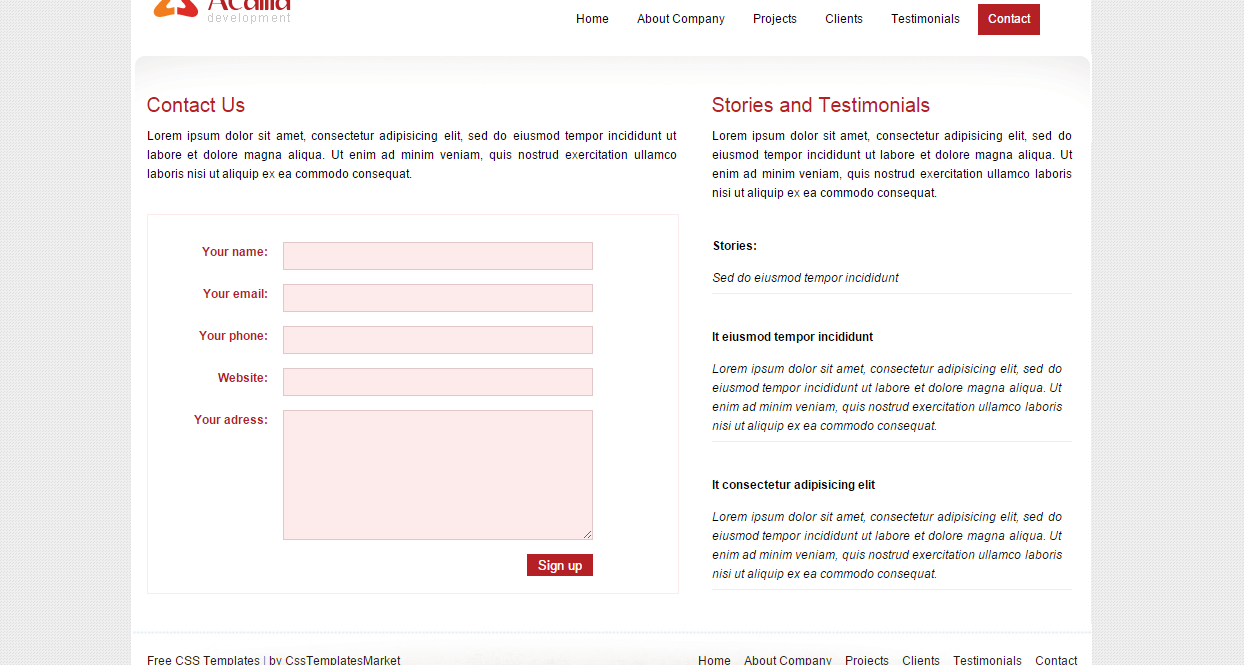 Acallia
development
Home About Company Projects Clients Testimonials Contact
Contact Us
Lorem ipsum dolor sit amet, consectetur adipisicing elit, sed do eiusmod tempor incididunt ut
labore et dolore magna aliqua. Ut enim ad minim veniam, quis nostrud exercitation ullamco
laboris nisi ut aliquip ex ea commodo consequat.
Your name:
Your email:
Your phone:
Website:
Your adress:
Sign up
Stories and Testimonials
Lorem ipsum dolor sit amet, consectetur adipisicing elit, sed do
eiusmod tempor incididunt ut labore et dolore magna aliqua. Ut
enim ad minim veniam, quis nostrud exercitation ullamco laboris
nisi ut aliquip ex ea commodo consequat.
Stories:
Sed do eiusmod tempor incididunt
It eiusmod tempor incididunt
Lorem ipsum dolor sit amet, consectetur adipisicing elit, sed do
eiusmod tempor incididunt ut labore et dolore magna aliqua. Ut
enim ad minim veniam, quis nostrud exercitation ullamco laboris
nisi ut aliquip ex ea commodo consequat.
It consectetur adipisicing elit
Lorem ipsum dolor sit amet, consectetur adipisicing elit, sed do
eiusmod tempor incididunt ut labore et dolore magna aliqua. Ut
enim ad minim veniam, quis nostrud exercitation ullamco laboris
nisi ut aliquip ex ea commodo consequat.
Free CSS Templates | by CssTemplatesMarket
Home About Company Projects Clients Testimonials Contact